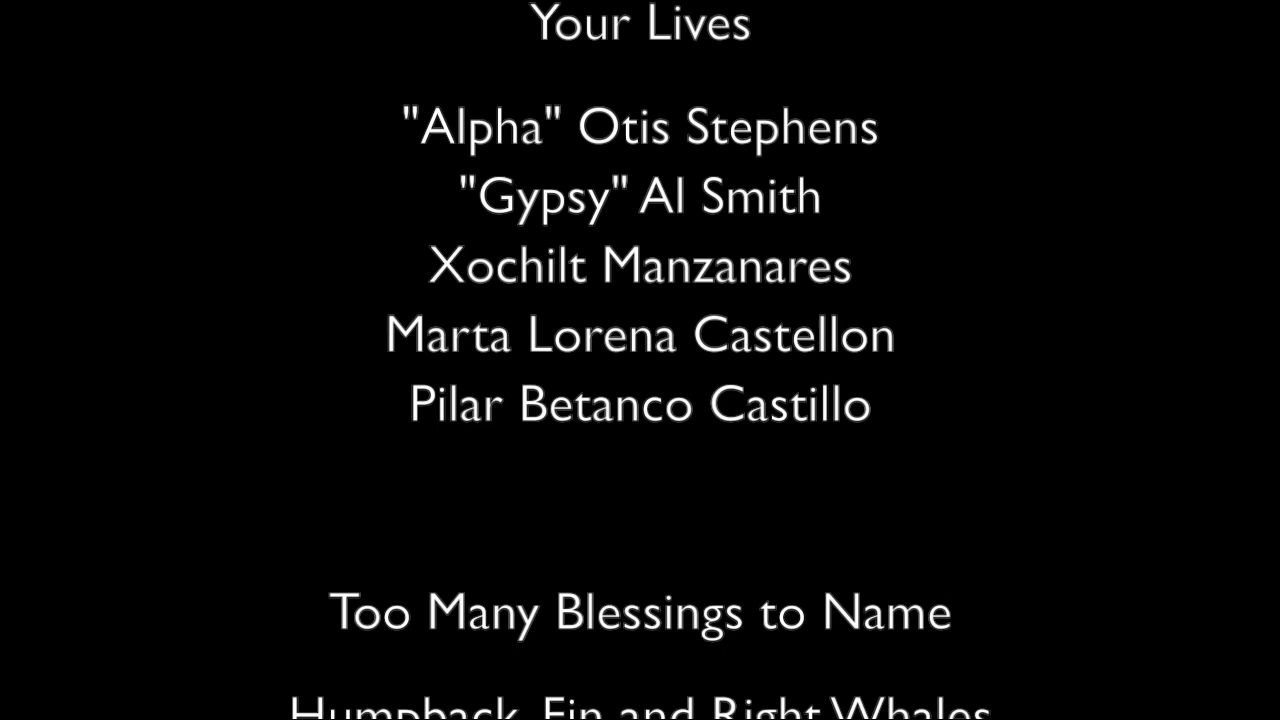 Your Lives
"Alpha" Otis Stephens
"Gypsy" Al Smith
Xochilt Manzanares
Marta Lorena Castellon
Pilar Betanco Castillo
Too Many Blessings to Name
Humpback, Fin and Right Whales